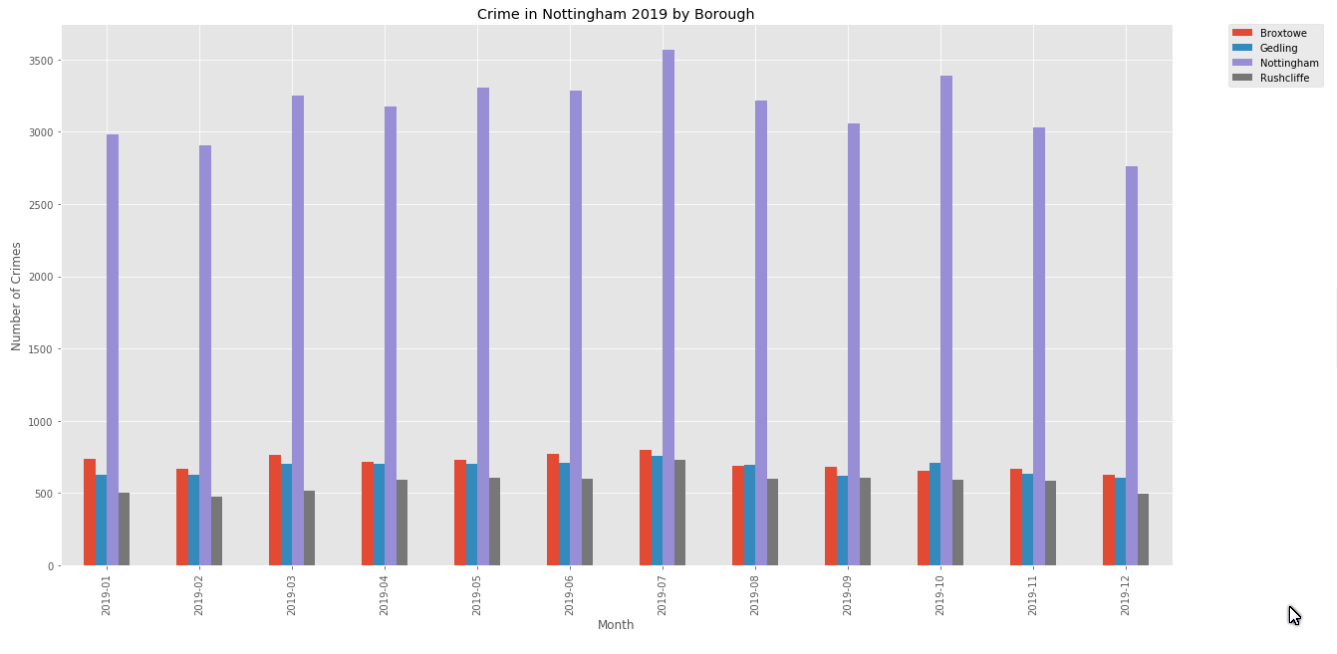 Crime in Nottingham 2019 by Borough
Broxtowe
Gedling
Nottingham
Rushcliffe
Number of Crimes
3500
3000
2500
2000
1500
1000
500
0
2019-01
2019-02
2019-03
2019-04
2019-05
2019-06
2019-07
2019-08
2019-09
2019-10
2019-11
2019-12
Month